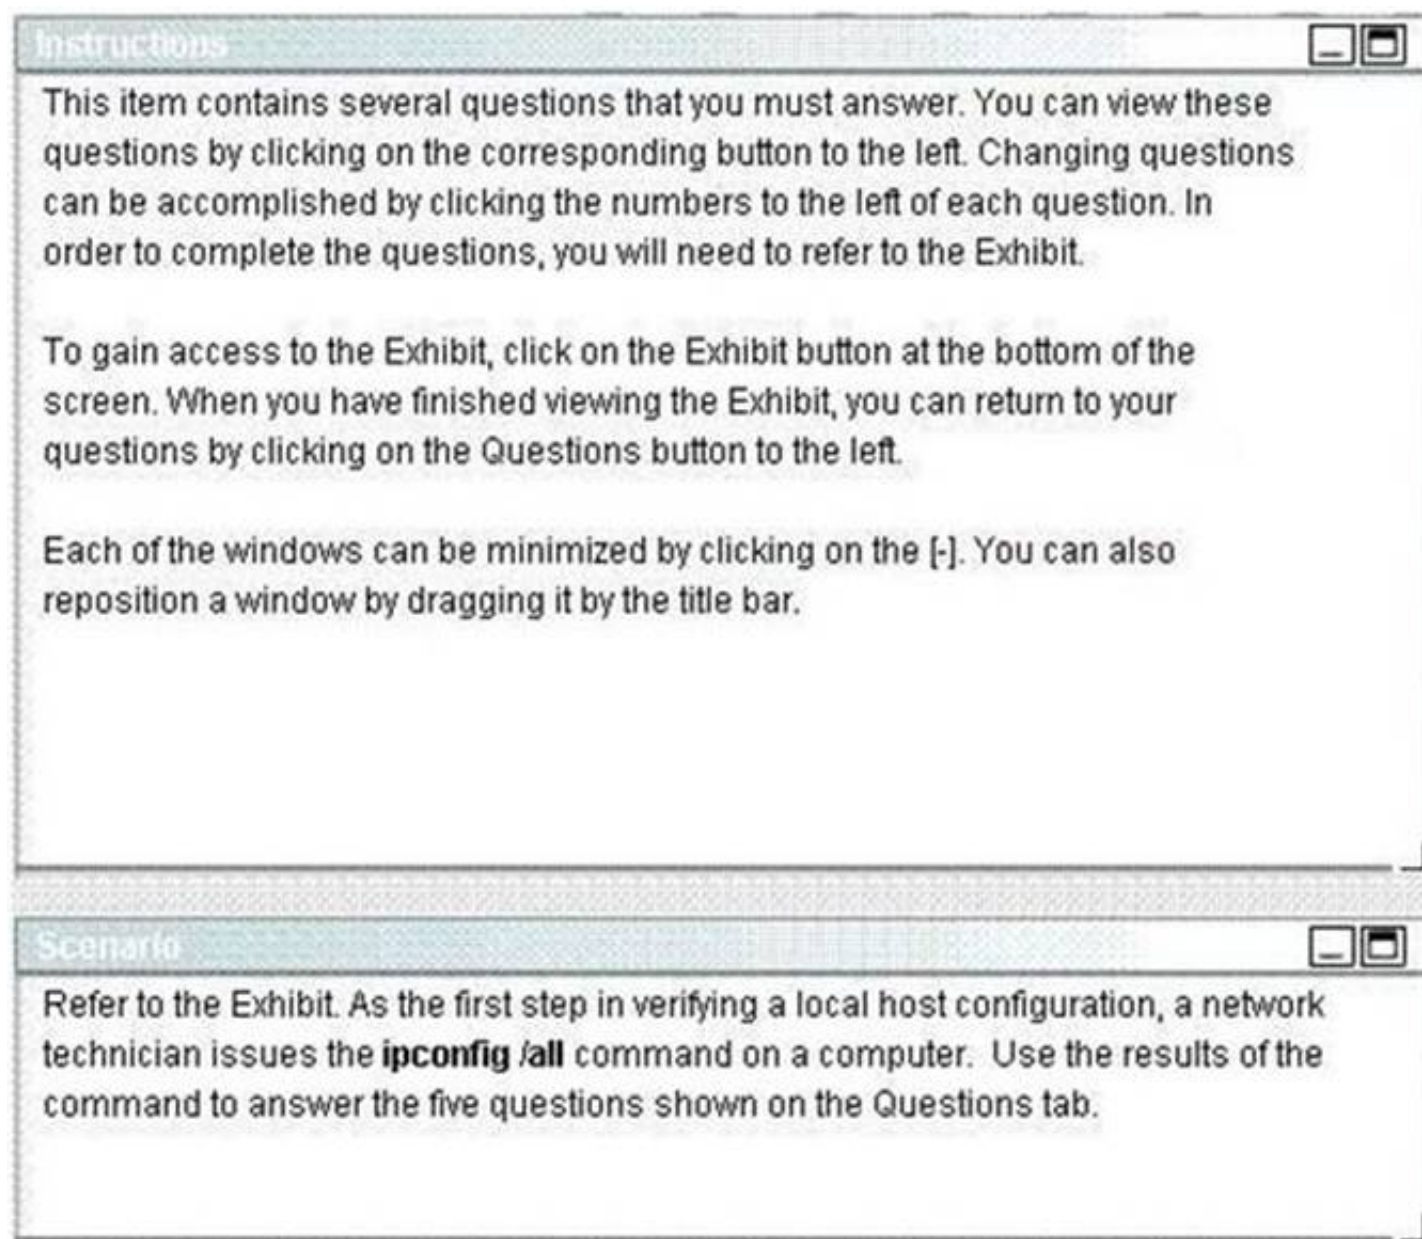 Instructions
This item contains several questions that you must answer. You can view these
questions by clicking on the corresponding button to the left. Changing questions
can be accomplished by clicking the numbers to the left of each question. In
order to complete the questions, you will need to refer to the Exhibit.
To gain access to the Exhibit, click on the Exhibit button at the bottom of the
screen. When you have finished viewing the Exhibit, you can return to your
questions by clicking on the Questions button to the left.
Each of the windows can be minimized by clicking on the [-]. You can also
reposition a window by dragging it by the title bar.
Scenario
Refer to the Exhibit. As the first step in verifying a local host configuration, a network
technician issues the ipconfig /all command on a computer. Use the results of the
command to answer the five questions shown on the Questions tab.